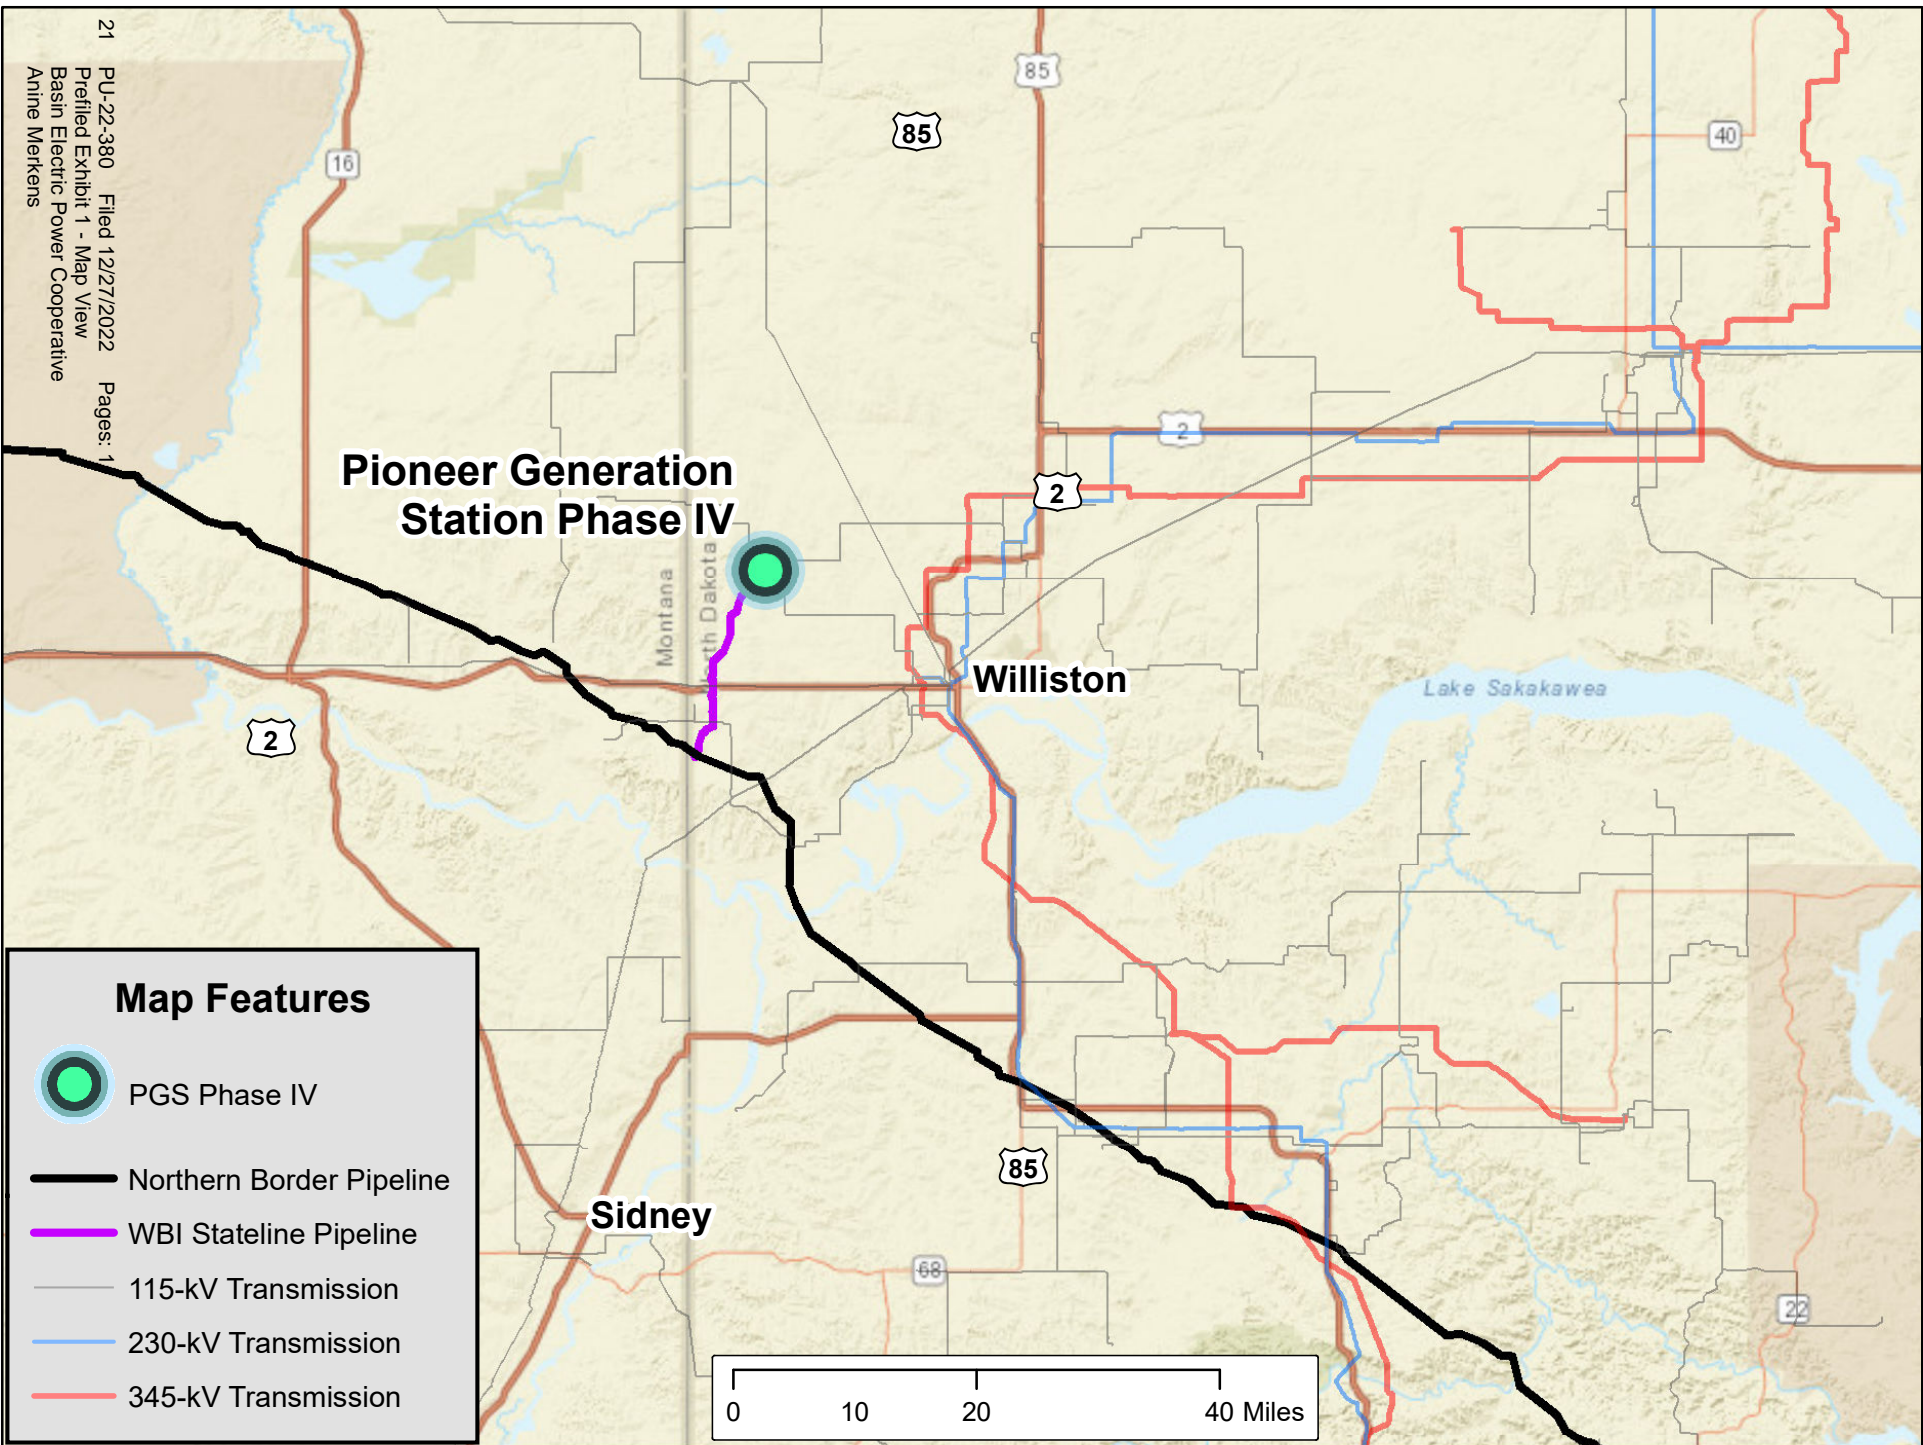 21 PU-22-380 Filed 12/27/2022 Pages: 1
Prefiled Exhibit 1 - Map View
Basin Electric Power Cooperative
Anine Merkens
85
85
40
16
Pioneer Generation
Station Phase IV
2
2
Montana
North Dakota
Williston
Lake Sakakawea
2
85
Sidney
68
22
Map Features
PGS Phase IV
Northern Border Pipeline
WBI Stateline Pipeline
115-kV Transmission
230-kV Transmission
345-kV Transmission
0 10 20 40 Miles